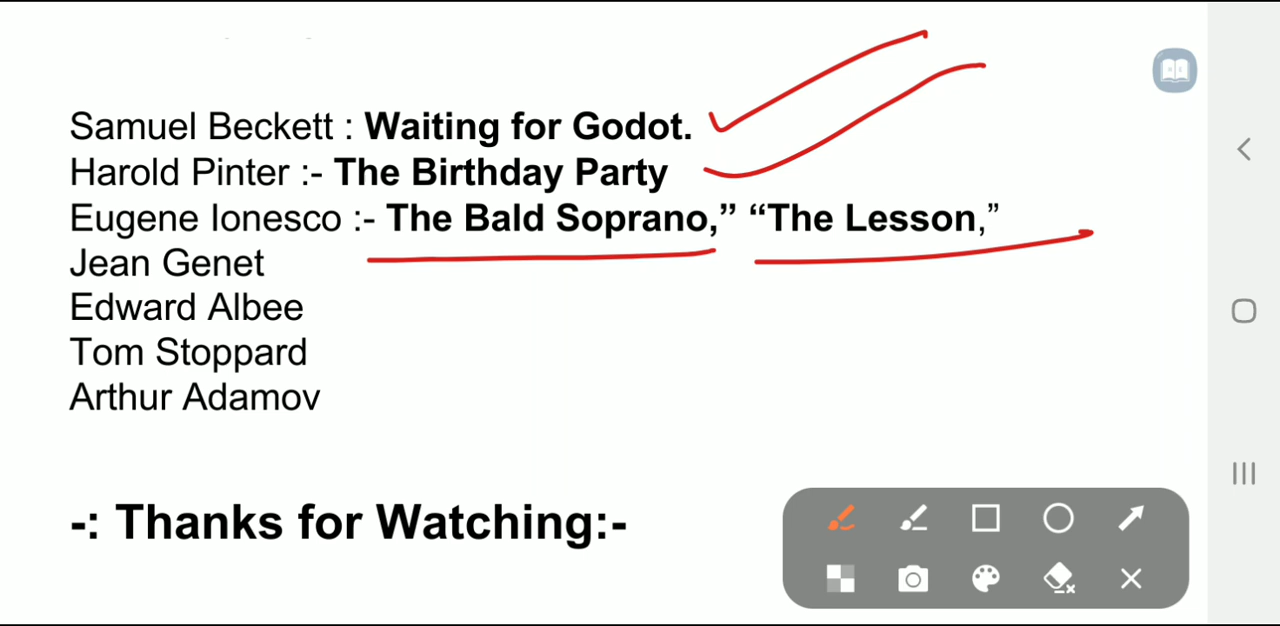 Samuel Beckett : Waiting for Godot.
Harold Pinter :- The Birthday Party
Eugene Ionesco :- The Bald Soprano,” “The Lesson,”
Jean Genet
Edward Albee
Tom Stoppard
Arthur Adamov
-: Thanks for Watching:-